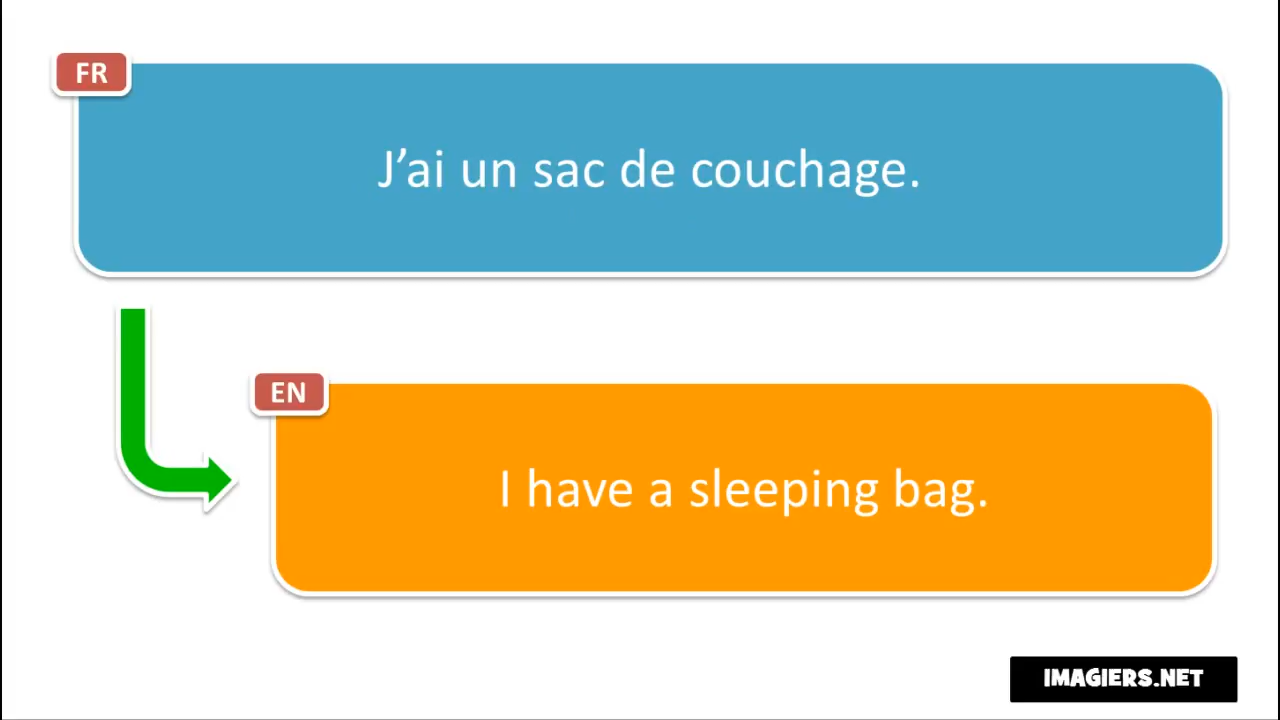 FR
J’ai un sac de couchage.
EN
I have a sleeping bag.
IMAGIERS.NET